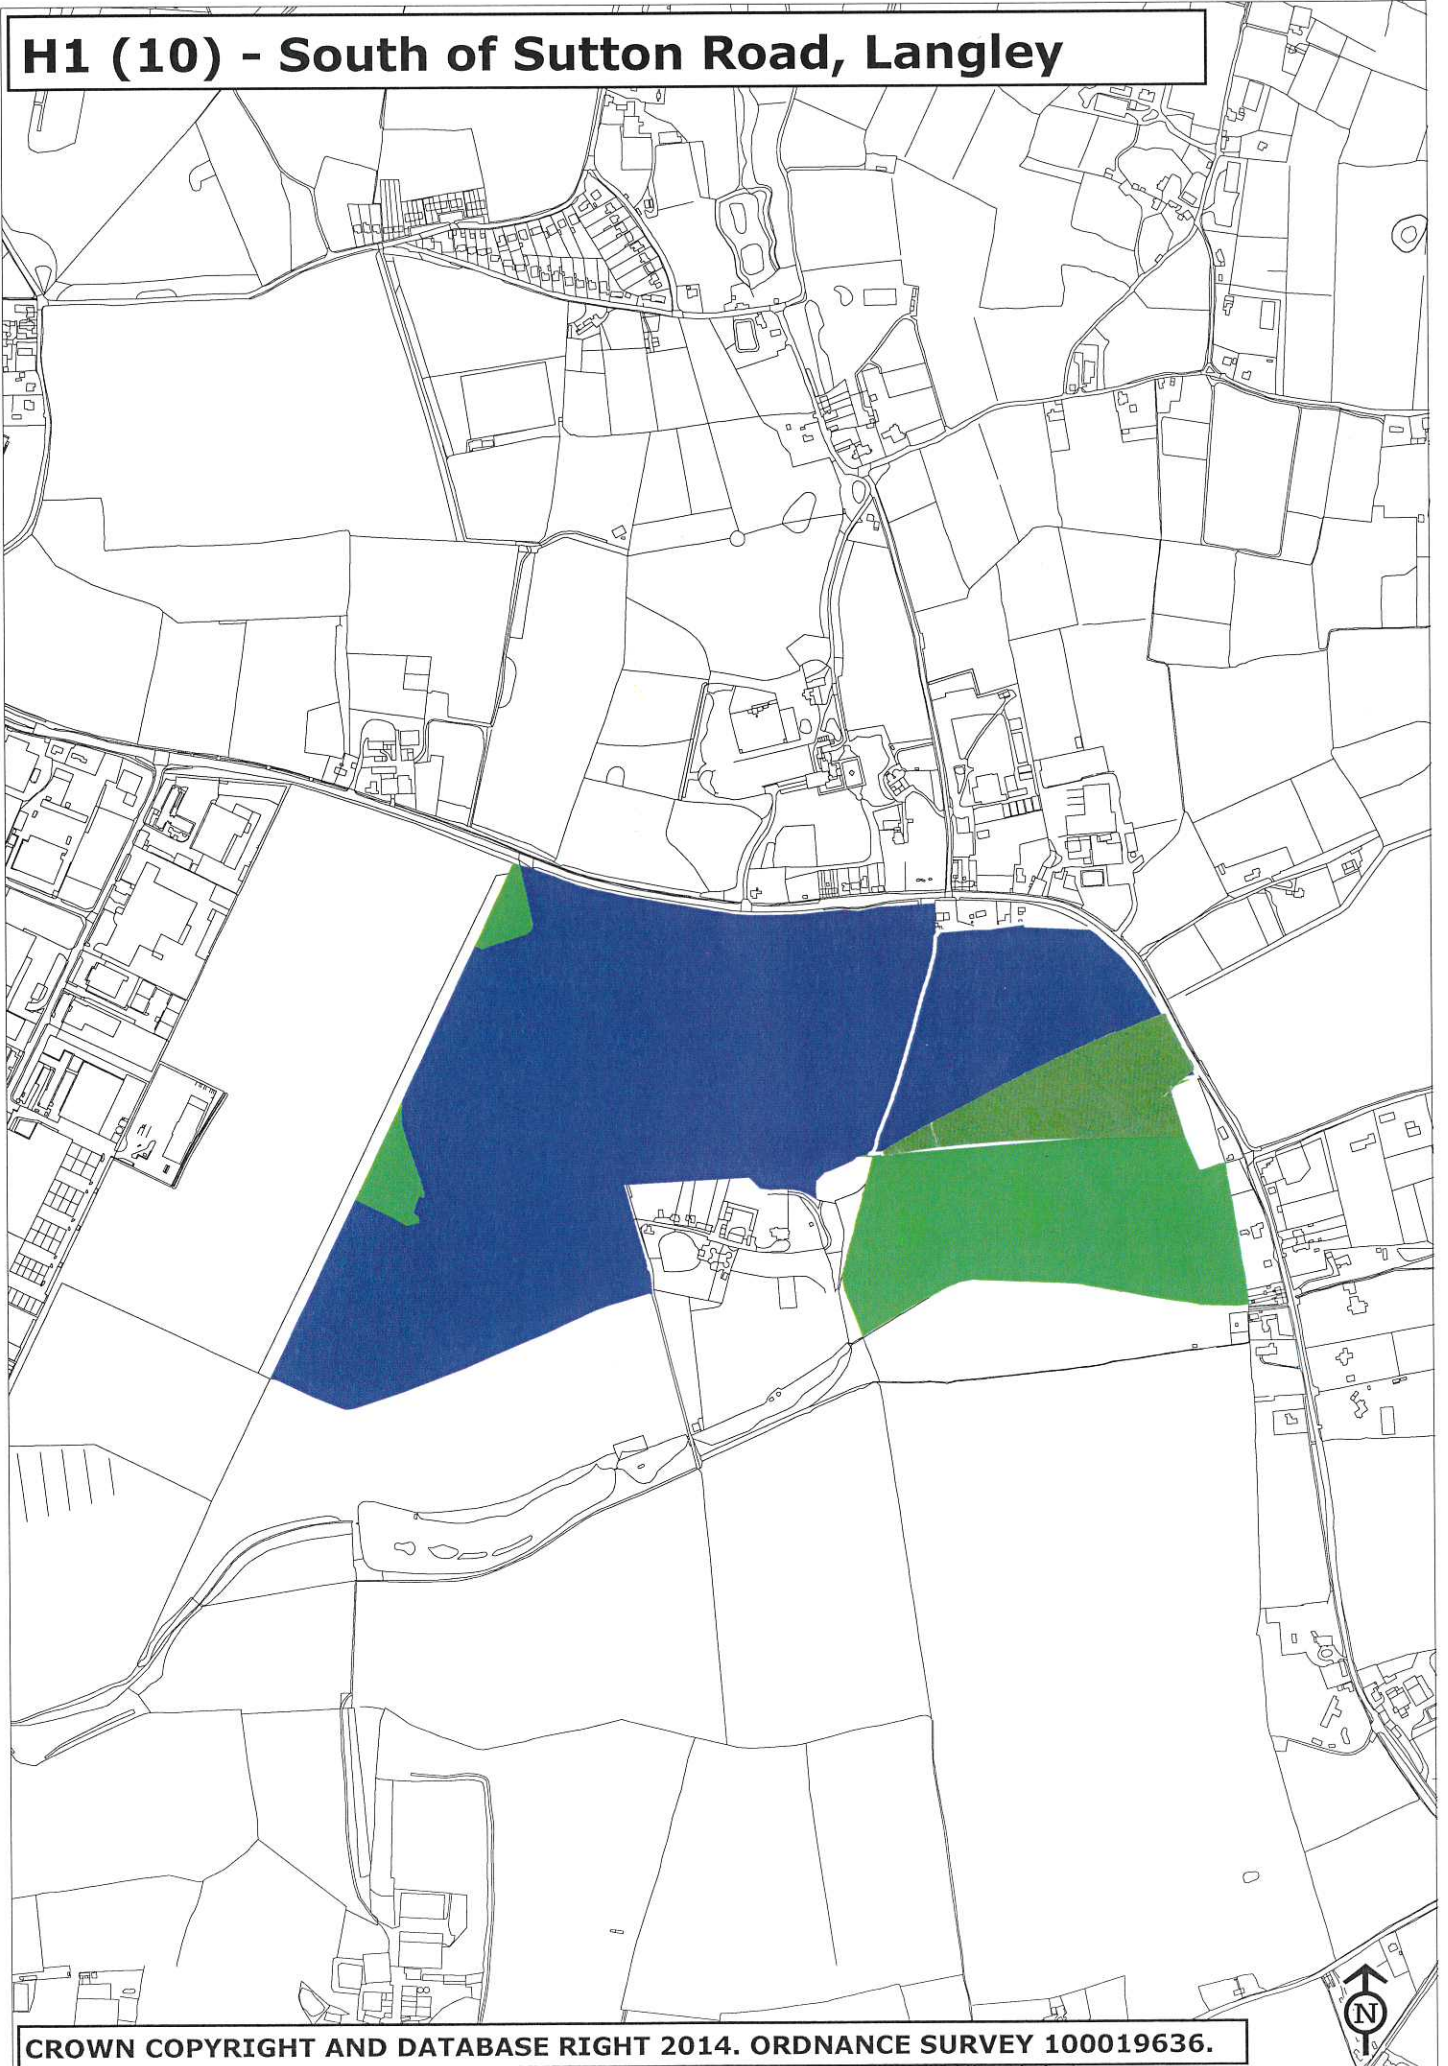 H1 (10) - South of Sutton Road, Langley
N
CROWN COPYRIGHT AND DATABASE RIGHT 2014. ORDNANCE SURVEY 100019636.